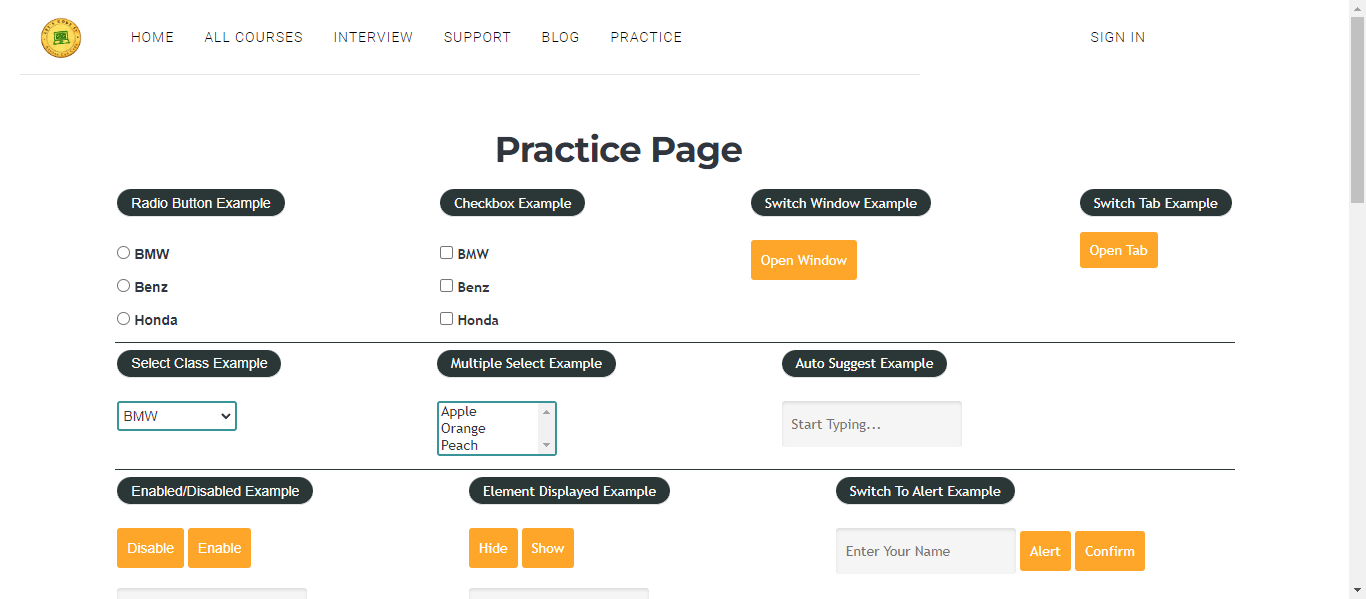 HOME ALL COURSES INTERVIEW SUPPORT BLOG PRACTICE SIGN IN
Practice Page
Radio Button Example Checkbox Example Switch Window Example Switch Tab Example
BMW BMW Open Window Open Tab
Benz Benz
Honda Honda
Select Class Example Multiple Select Example Auto Suggest Example
BMW Apple Start Typing...
Orange
Peach
Enabled/Disabled Example Element Displayed Example Switch To Alert Example
Disable Enable Hide Show Enter Your Name Alert Confirm